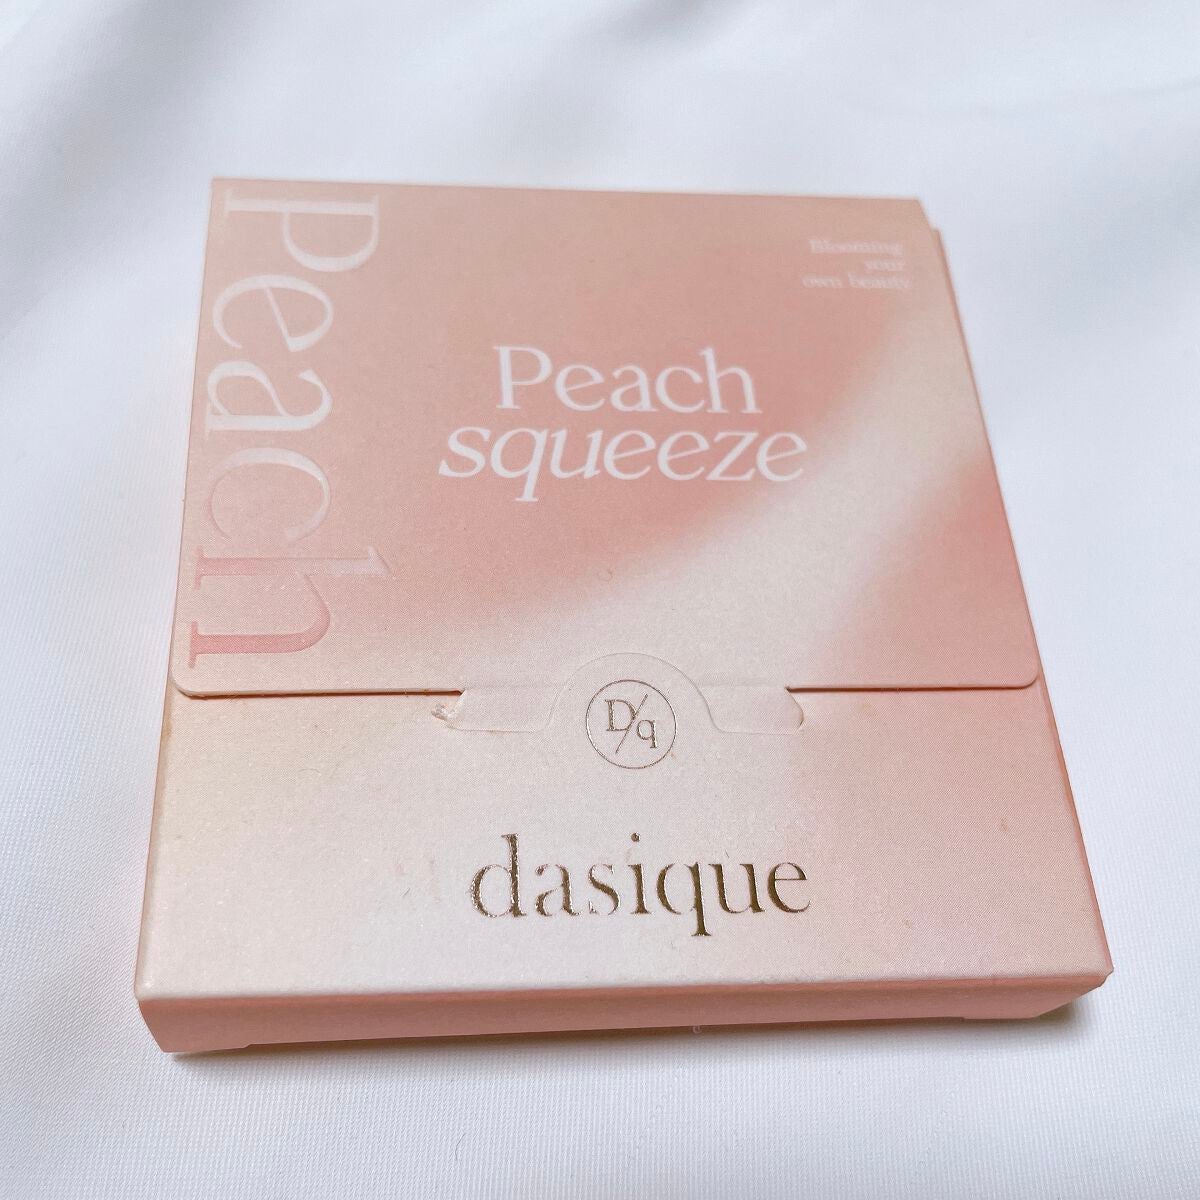 Peach
Blooming
your
own beauty
Peach
squeeze
D/q
dasique